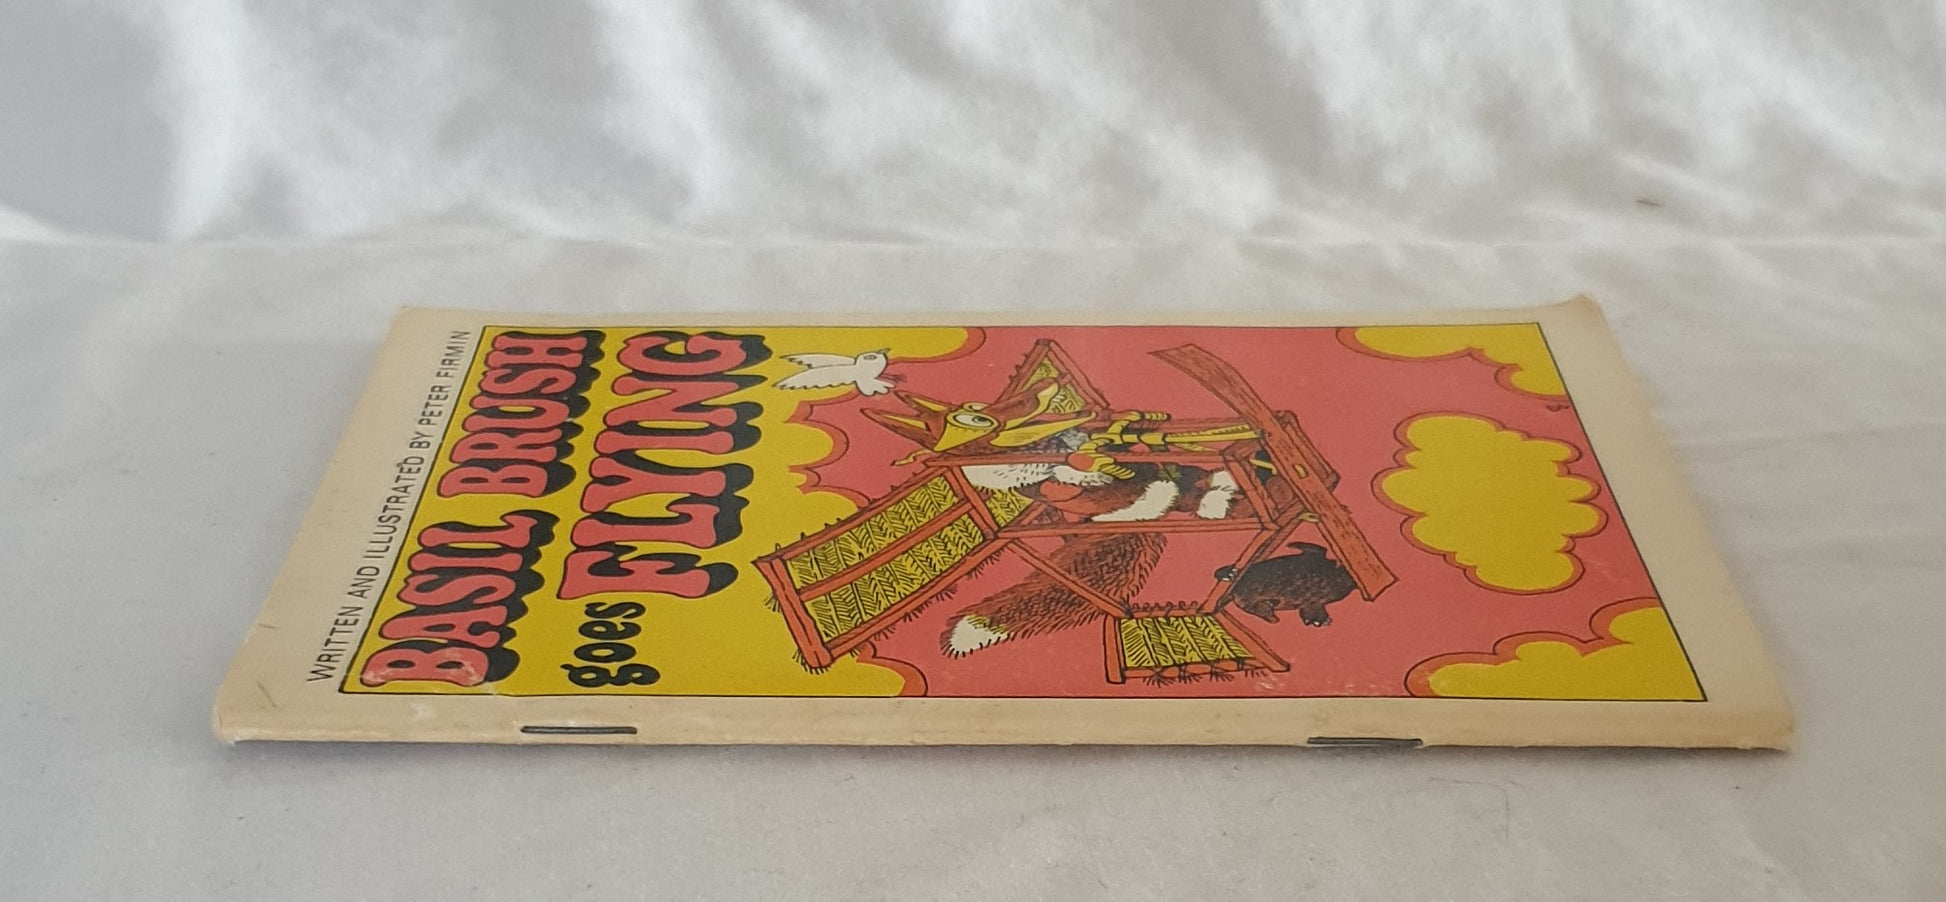 WRITTEN AND ILLUSTRATED BY PETER FIRMIN
BASIL BRUSH
goes FLYING